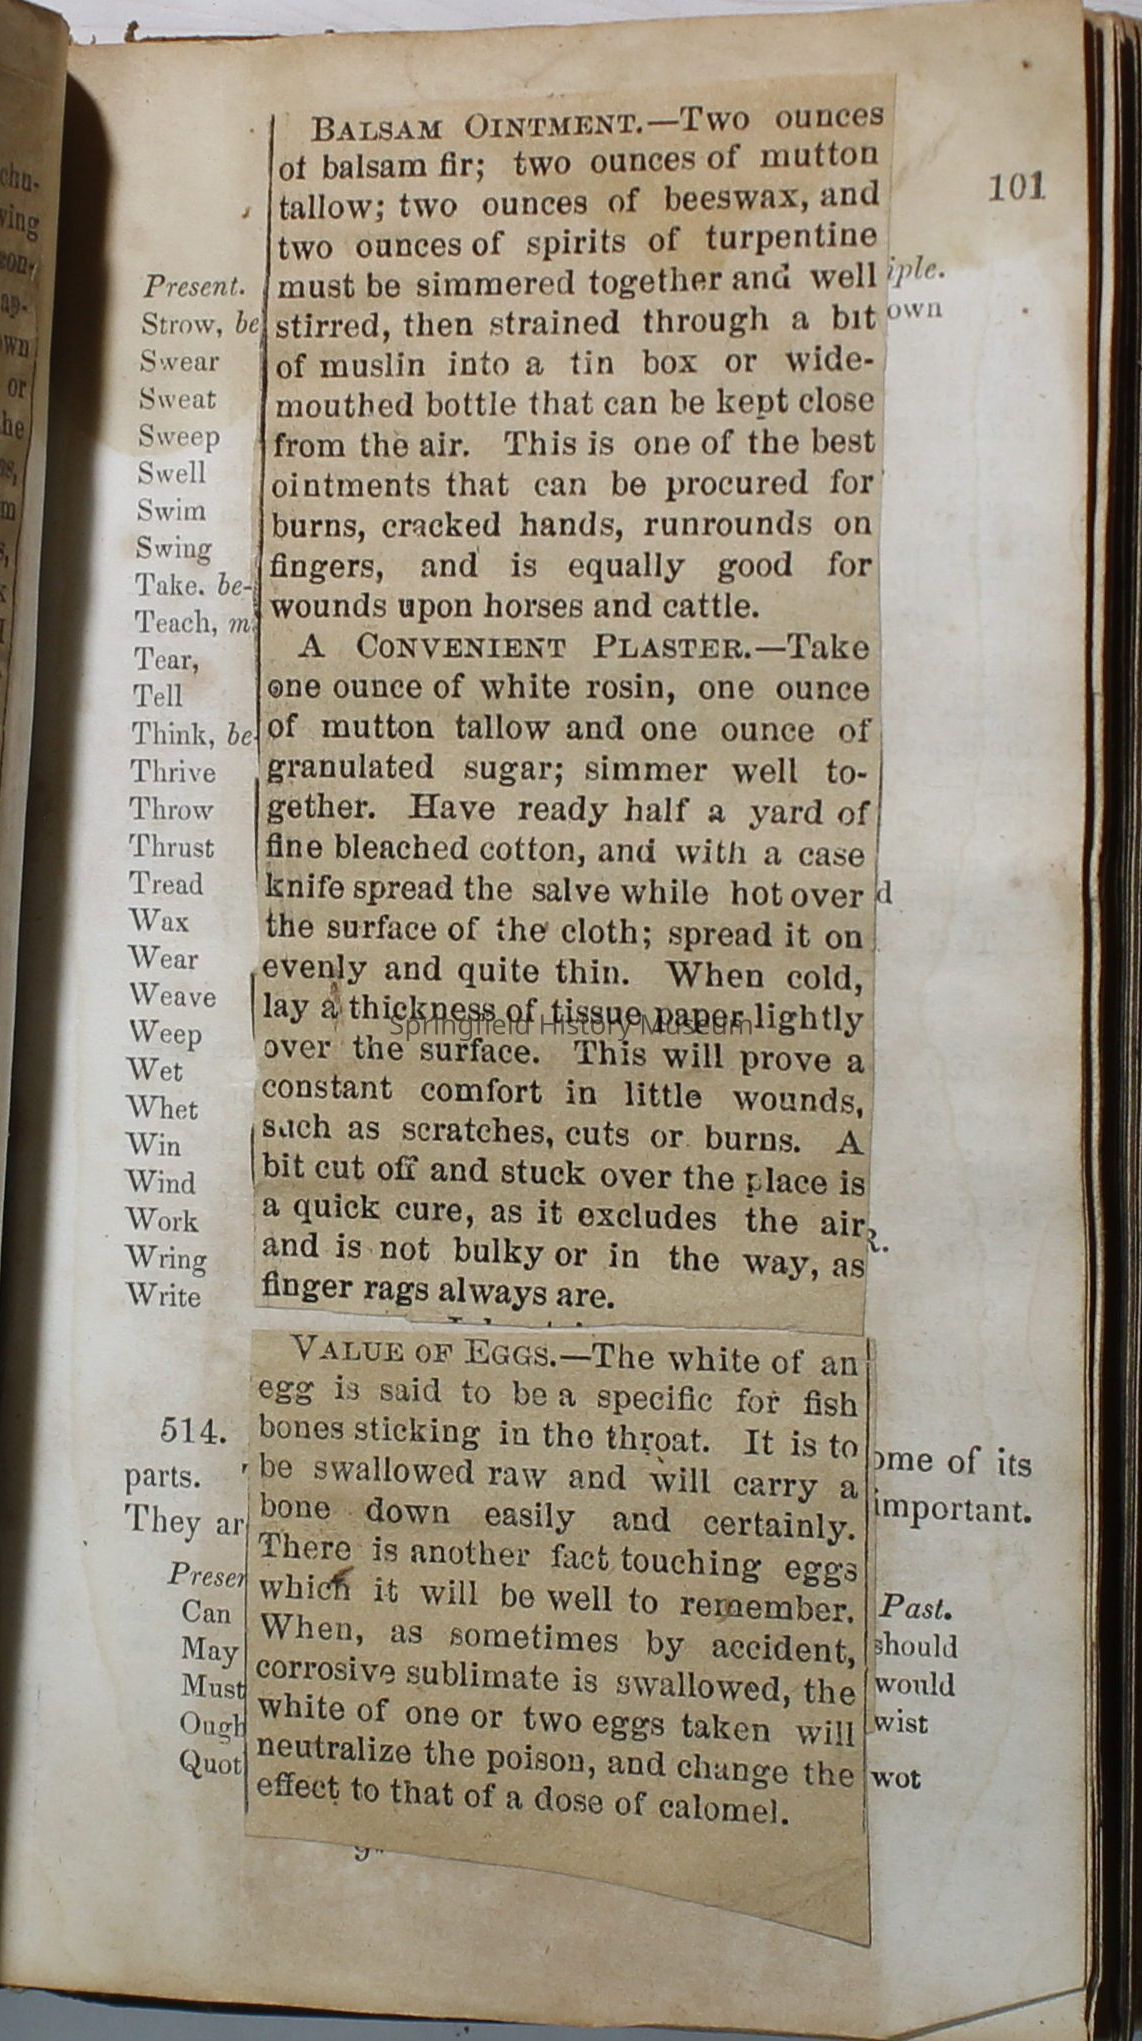 101
BALSAM OINTMENT.—Two ounces
of balsam fir; two ounces of mutton
tallow; two ounces of beeswax, and
two ounces of spirits of turpentine
must be simmered together and well
stirred, then strained through a bit
of muslin into a tin box or wide-
mouthed bottle that can be kept close
from the air. This is one of the best
ointments that can be procured for
burns, cracked hands, runrounds on
fingers, and is equally good for
wounds upon horses and cattle.
A CONVENIENT PLASTER.—Take
one ounce of white rosin, one ounce
of mutton tallow and one ounce of
granulated sugar; simmer well to-
gether. Have ready half a yard of
fine bleached cotton, and with a case
knife spread the salve while hot over
the surface of the cloth; spread it on
evenly and quite thin. When cold,
lay a thickness of tissue paper lightly
over the surface. This will prove a
constant comfort in little wounds,
such as scratches, cuts or burns. A
bit cut off and stuck over the place is
a quick cure, as it excludes the air
and is not bulky or in the way, as
finger rags always are.
VALUE OF EGGS.—The white of an
egg is said to be a specific for fish
bones sticking in the throat. It is to
be swallowed raw and will carry a
bone down easily and certainly.
There is another fact touching eggs
which it will be well to remember.
When, as sometimes by accident,
corrosive sublimate is swallowed, the
white of one or two eggs taken will
neutralize the poison, and change the
effect to that of a dose of calomel.
Present.
Strow, be
Swear
Sweat
Sweep
Swell
Swim
Swing
Take. be-
Teach, m
Tear,
Tell
Think, be-
Thrive
Throw
Thrust
Tread
Wax
Wear
Weave
Weep
Wet
Whet
Win
Wind
Work
Wring
Write
iple.
own
d
R.
514.
parts.
They ar
ome of its
important.
Preser
Can
May
Must
Ough
Quot
Past.
should
would
wist
wot
Springfield History Museum